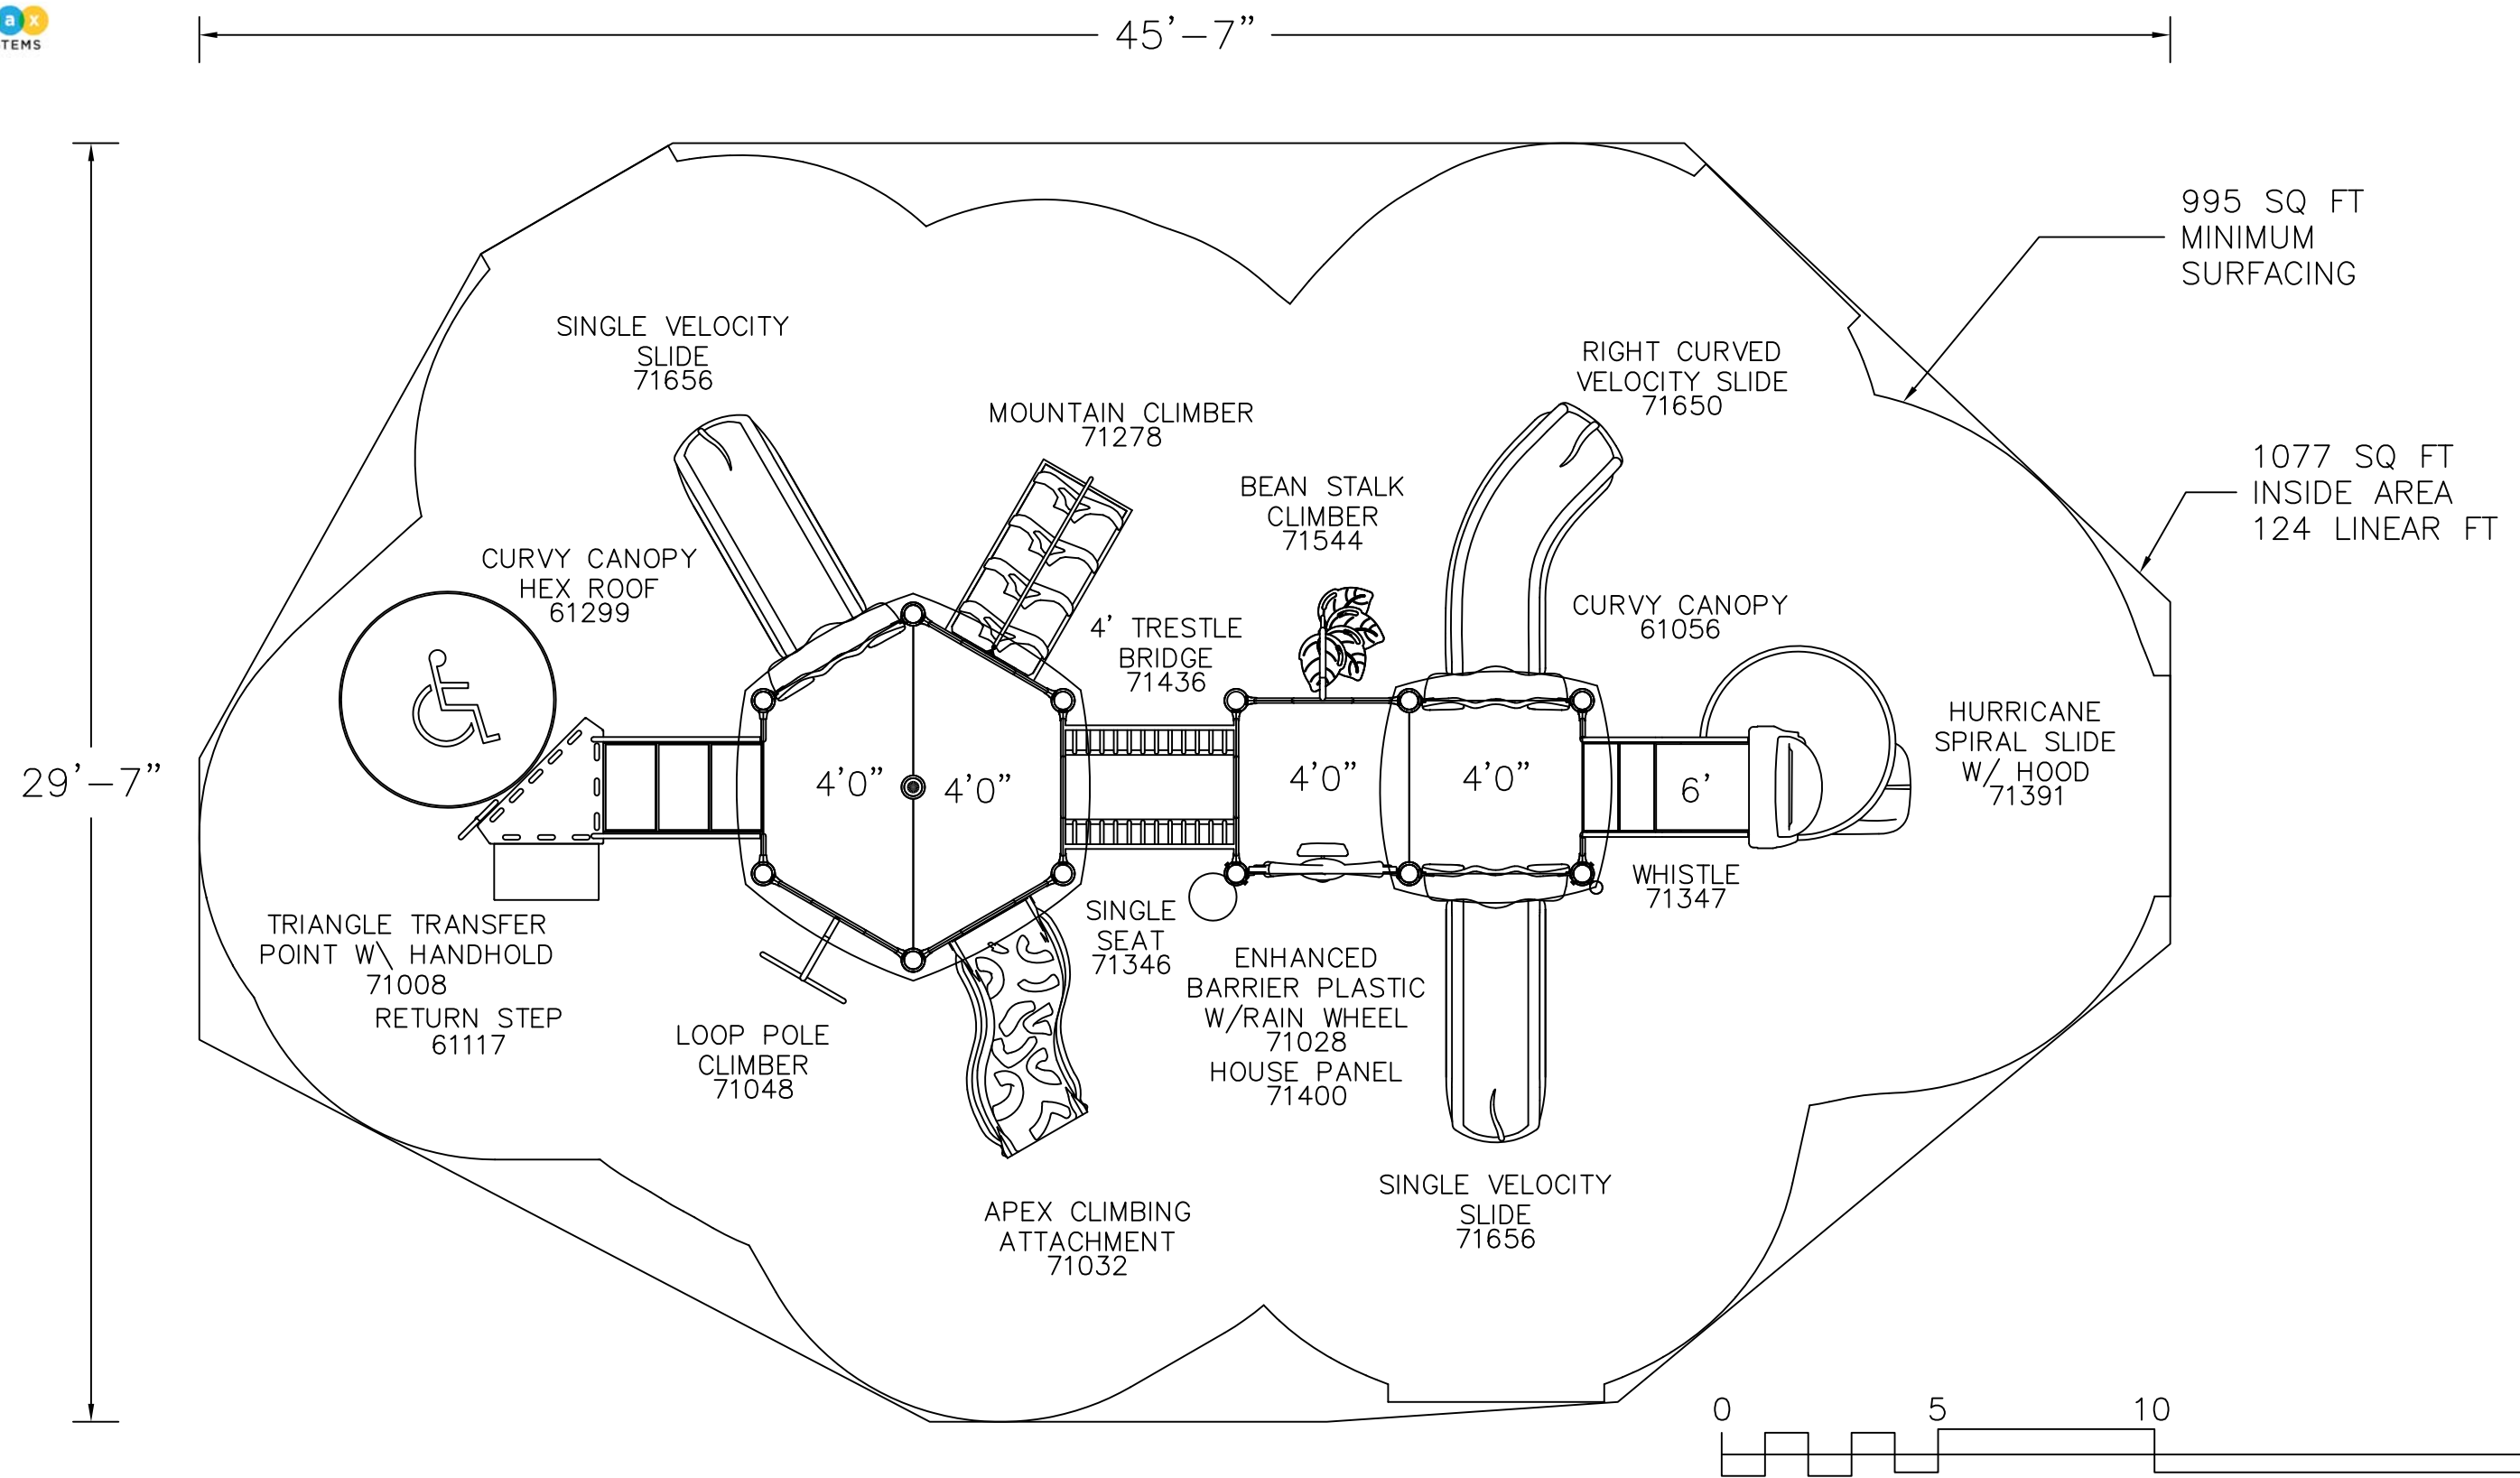 ax
TEMS
45'-7"
29'-7"
995 SQ FT
MINIMUM
SURFACING
1077 SQ FT
INSIDE AREA
124 LINEAR FT
SINGLE VELOCITY
SLIDE
71656
MOUNTAIN CLIMBER
71278
RIGHT CURVED
VELOCITY SLIDE
71650
BEAN STALK
CLIMBER
71544
CURVY CANOPY
HEX ROOF
61299
4' TRESTLE
BRIDGE
71436
CURVY CANOPY
61056
HURRICANE
SPIRAL SLIDE
W/ HOOD
71391
4'0"
4'0"
4'0"
4'0"
6'
WHISTLE
71347
TRIANGLE TRANSFER
POINT W\ HANDHOLD
71008
RETURN STEP
61117
SINGLE
SEAT
71346
ENHANCED
BARRIER PLASTIC
W/RAIN WHEEL
71028
HOUSE PANEL
71400
LOOP POLE
CLIMBER
71048
APEX CLIMBING
ATTACHMENT
71032
SINGLE VELOCITY
SLIDE
71656
0 5 10